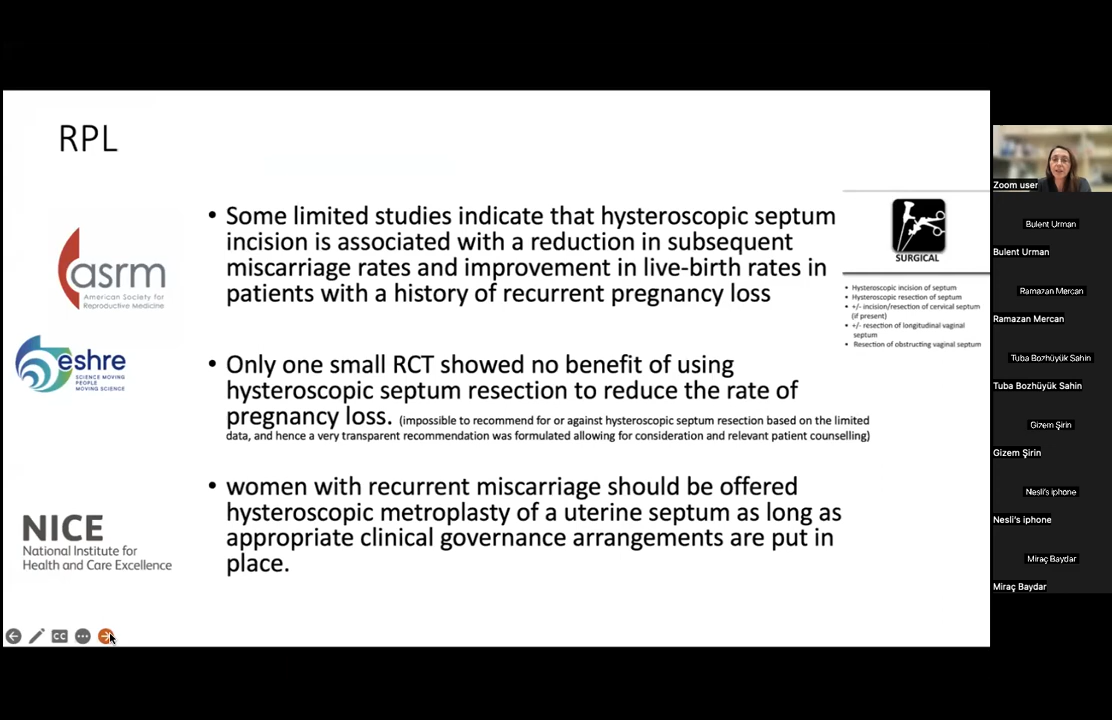 RPL
asrm
American Society for
Reproductive Medicine
• Some limited studies indicate that hysteroscopic septum
incision is associated with a reduction in subsequent
miscarriage rates and improvement in live-birth rates in
patients with a history of recurrent pregnancy loss
SURGICAL
• Hysteroscopic incision of septum
• Hysteroscopic resection of septum
• +/- incision/resection of cervical septum
(if present)
• +/- resection of longitudinal vaginal
septum
• Resection of obstructing vaginal septum
eshre
SCIENCE MOVING
PEOPLE
MOVING SCIENCE
• Only one small RCT showed no benefit of using
hysteroscopic septum resection to reduce the rate of
pregnancy loss. (impossible to recommend for or against hysteroscopic septum resection based on the limited
data, and hence a very transparent recommendation was formulated allowing for consideration and relevant patient counselling)
NICE
National Institute for
Health and Care Excellence
• women with recurrent miscarriage should be offered
hysteroscopic metroplasty of a uterine septum as long as
appropriate clinical governance arrangements are put in
place.
CC
Zoom user
Bulent Urman
Bulent Urman
Ramazan Mercan
Ramazan Mercan
Tuba Bozhüyük Sahin
Tuba Bozhüyük Sahin
Gizem Şirin
Gizem Şirin
Nesli's iphone
Nesli's iphone
Miraç Baydar
Miraç Baydar